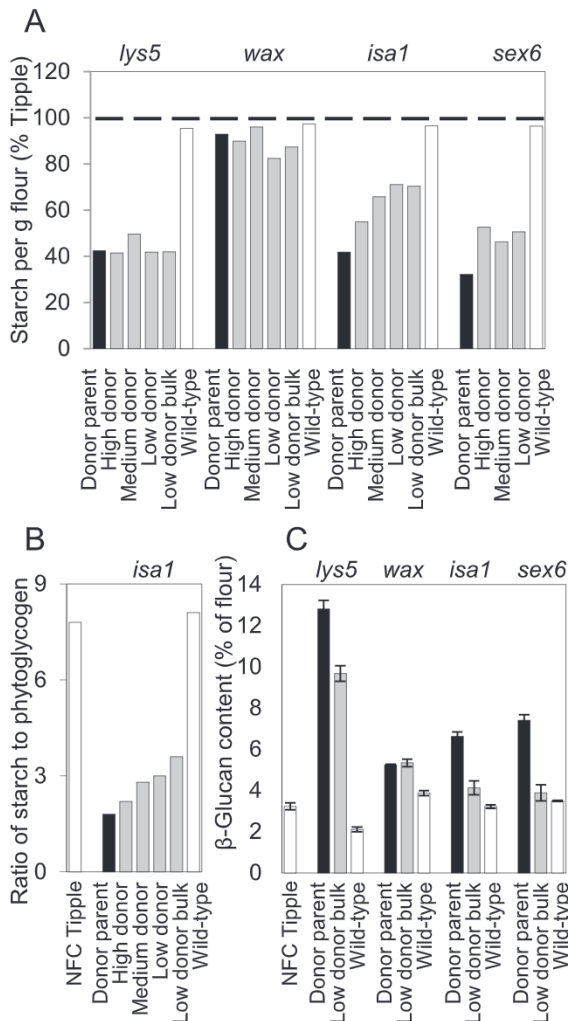 A
lys5 wax isa1 sex6
Starch per g flour (% Tipple)
120
100
80
60
40
20
0
Donor parent
High donor
Medium donor
Low donor
Low donor bulk
Wild-type
Donor parent
High donor
Medium donor
Low donor
Low donor bulk
Wild-type
Donor parent
High donor
Medium donor
Low donor
Low donor bulk
Wild-type
Donor parent
High donor
Medium donor
Low donor
Wild-type
B
isa1
Ratio of starch to phytoglycogen
9
6
3
0
NFC Tipple
Donor parent
High donor
Medium donor
Low donor
Low donor bulk
Wild-type
C
lys5 wax isa1 sex6
β-Glucan content (% of flour)
14
12
10
8
6
4
2
0
NFC Tipple
Donor parent
Low donor bulk
Wild-type
Donor parent
Low donor bulk
Wild-type
Donor parent
Low donor bulk
Wild-type
Donor parent
Low donor bulk
Wild-type